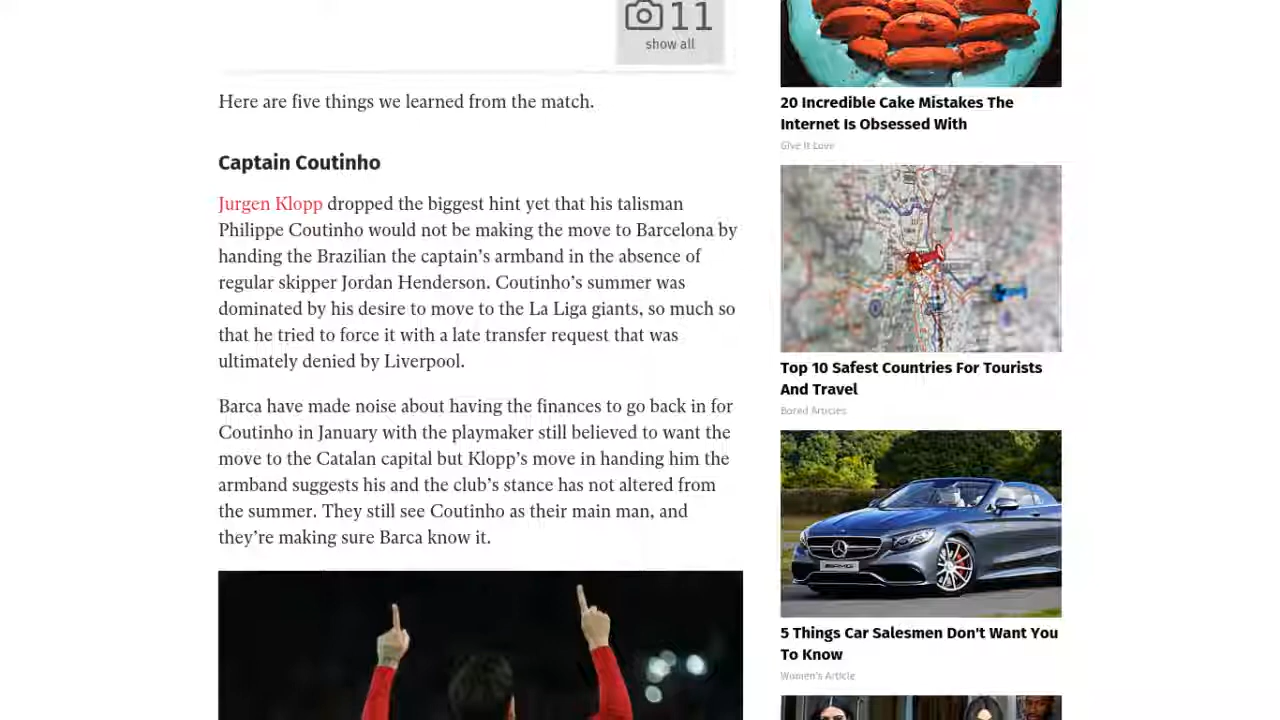 11
show all
Here are five things we learned from the match.
Captain Coutinho
Jurgen Klopp dropped the biggest hint yet that his talisman
Philippe Coutinho would not be making the move to Barcelona by
handing the Brazilian the captain's armband in the absence of
regular skipper Jordan Henderson. Coutinho's summer was
dominated by his desire to move to the La Liga giants, so much so
that he tried to force it with a late transfer request that was
ultimately denied by Liverpool.
Barca have made noise about having the finances to go back in for
Coutinho in January with the playmaker still believed to want the
move to the Catalan capital but Klopp's move in handing him the
armband suggests his and the club's stance has not altered from
the summer. They still see Coutinho as their main man, and
they're making sure Barca know it.
20 Incredible Cake Mistakes The
Internet Is Obsessed With
Give It Love
Top 10 Safest Countries For Tourists
And Travel
Bored Articles
5 Things Car Salesmen Don't Want You
To Know
Women's Article